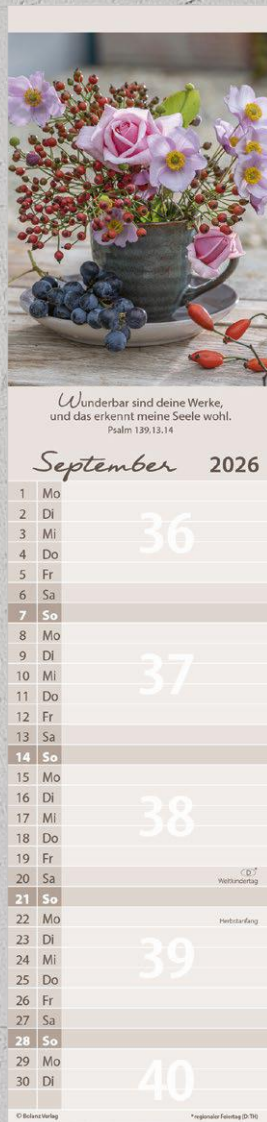 Wunderbar sind deine Werke,
und das erkennt meine Seele wohl.
Psalm 139,13.14
September 2026
1 Mo
2 Di
3 Mi 36
4 Do
5 Fr
6 Sa
7 So
8 Mo
9 Di
10 Mi 37
11 Do
12 Fr
13 Sa
14 So
15 Mo
16 Di
17 Mi 38
18 Do
19 Fr
20 Sa (D*) Weltkindertag
21 So
22 Mo Herbstanfang
23 Di
24 Mi 39
25 Do
26 Fr
27 Sa
28 So
29 Mo
30 Di 40
© Bolanz Verlag *regionaler Feiertag (D:TH)